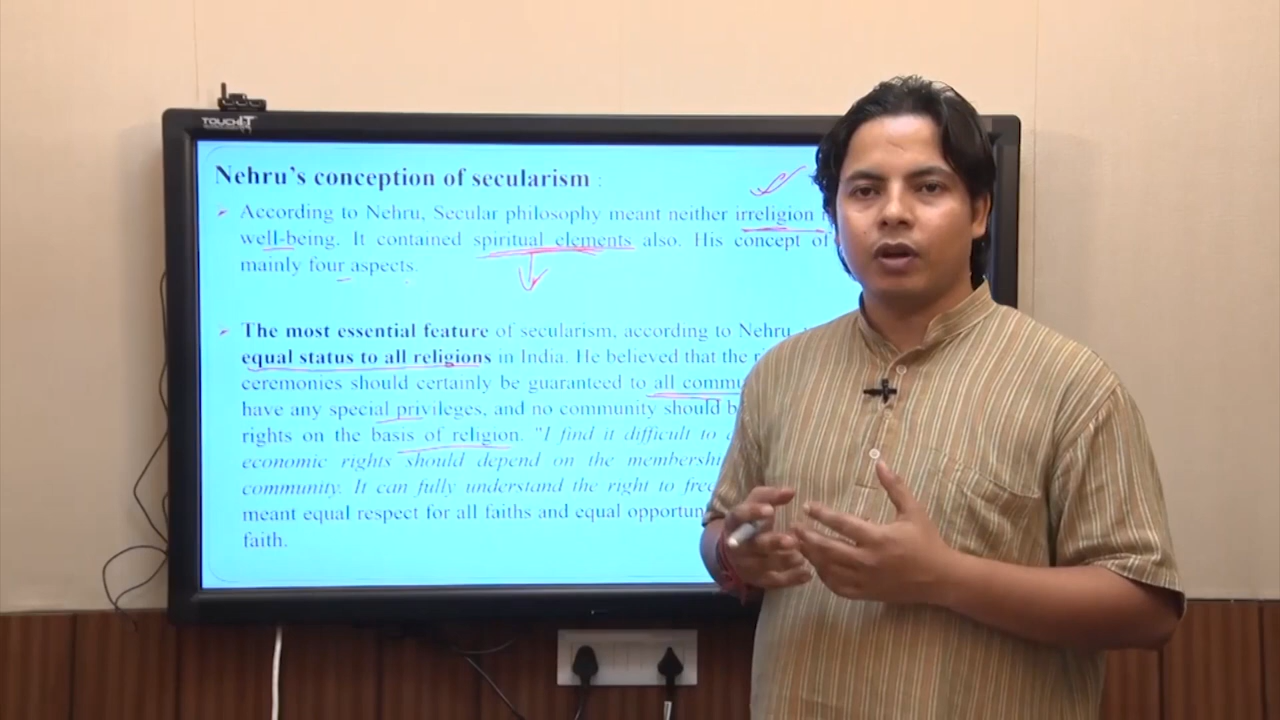 TOUCHIT
Nehru's conception of secularism :
According to Nehru, Secular philosophy meant neither irreligion
well-being. It contained spiritual elements also. His concept of
mainly four aspects.
The most essential feature of secularism, according to Nehru,
equal status to all religions in India. He believed that the
ceremonies should certainly be guaranteed to all
have any special privileges, and no community should
rights on the basis of religion. "I find it difficult to
economic rights should depend on the
community. It can fully understand the right to
meant equal respect for all faiths and equal
faith.